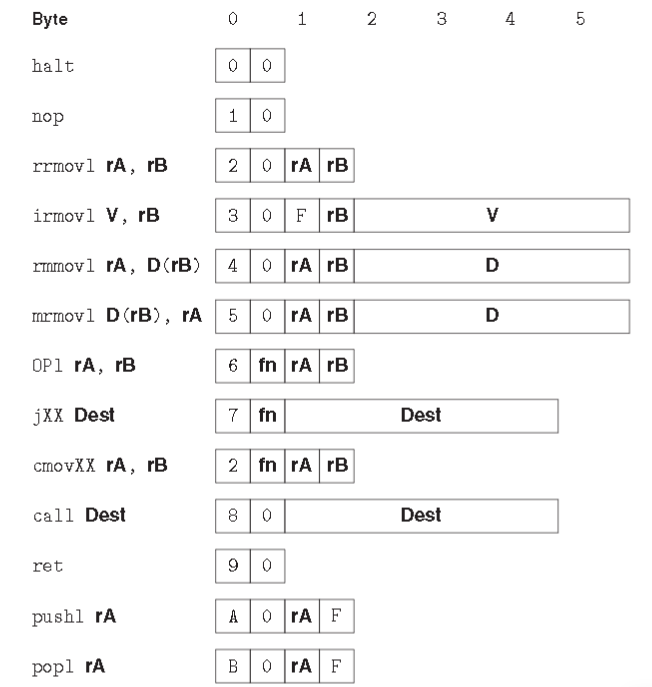 Byte 0 1 2 3 4 5
halt 0 0
nop 1 0
rrmovl rA, rB 2 0 rA rB
irmovl V, rB 3 0 F rB V
rmmovl rA, D(rB) 4 0 rA rB D
mrmovl D(rB), rA 5 0 rA rB D
OPl rA, rB 6 fn rA rB
jXX Dest 7 fn Dest
cmovXX rA, rB 2 fn rA rB
call Dest 8 0 Dest
ret 9 0
pushl rA A 0 rA F
popl rA B 0 rA F